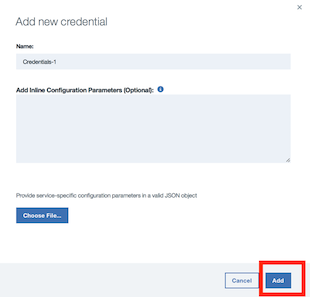 Add new credential
Name:
Credentials-1
Add Inline Configuration Parameters (Optional):
Provide service-specific configuration parameters in a valid JSON object
Choose File...
Cancel
Add